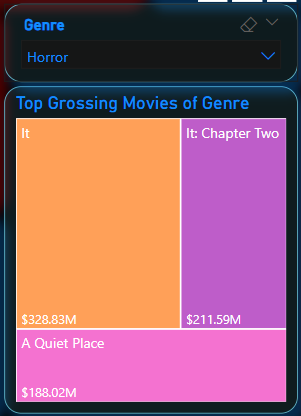 Genre
Horror
Top Grossing Movies of Genre
It
$328.83M
It: Chapter Two
$211.59M
A Quiet Place
$188.02M